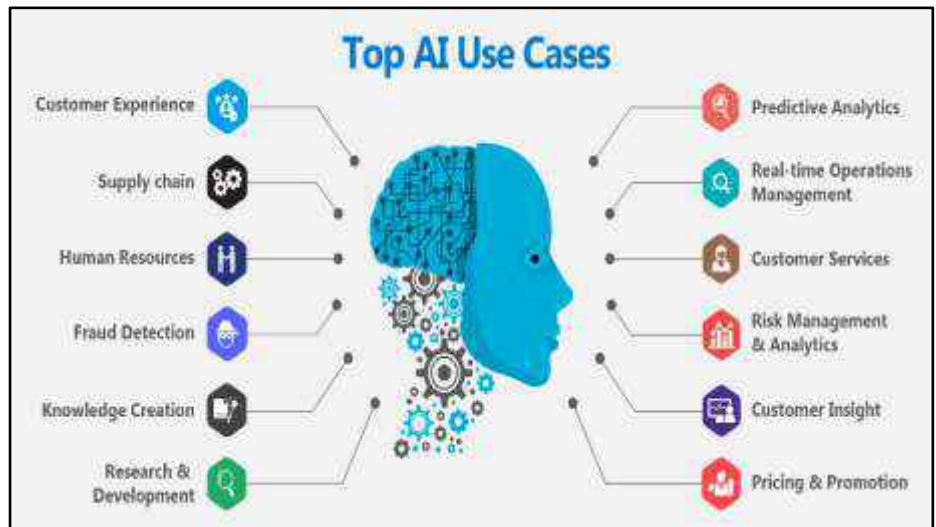 Top AI Use Cases
Customer Experience
Supply chain
Human Resources
Fraud Detection
Knowledge Creation
Research &
Development
Predictive Analytics
Real-time Operations
Management
Customer Services
Risk Management
& Analytics
Customer Insight
Pricing & Promotion